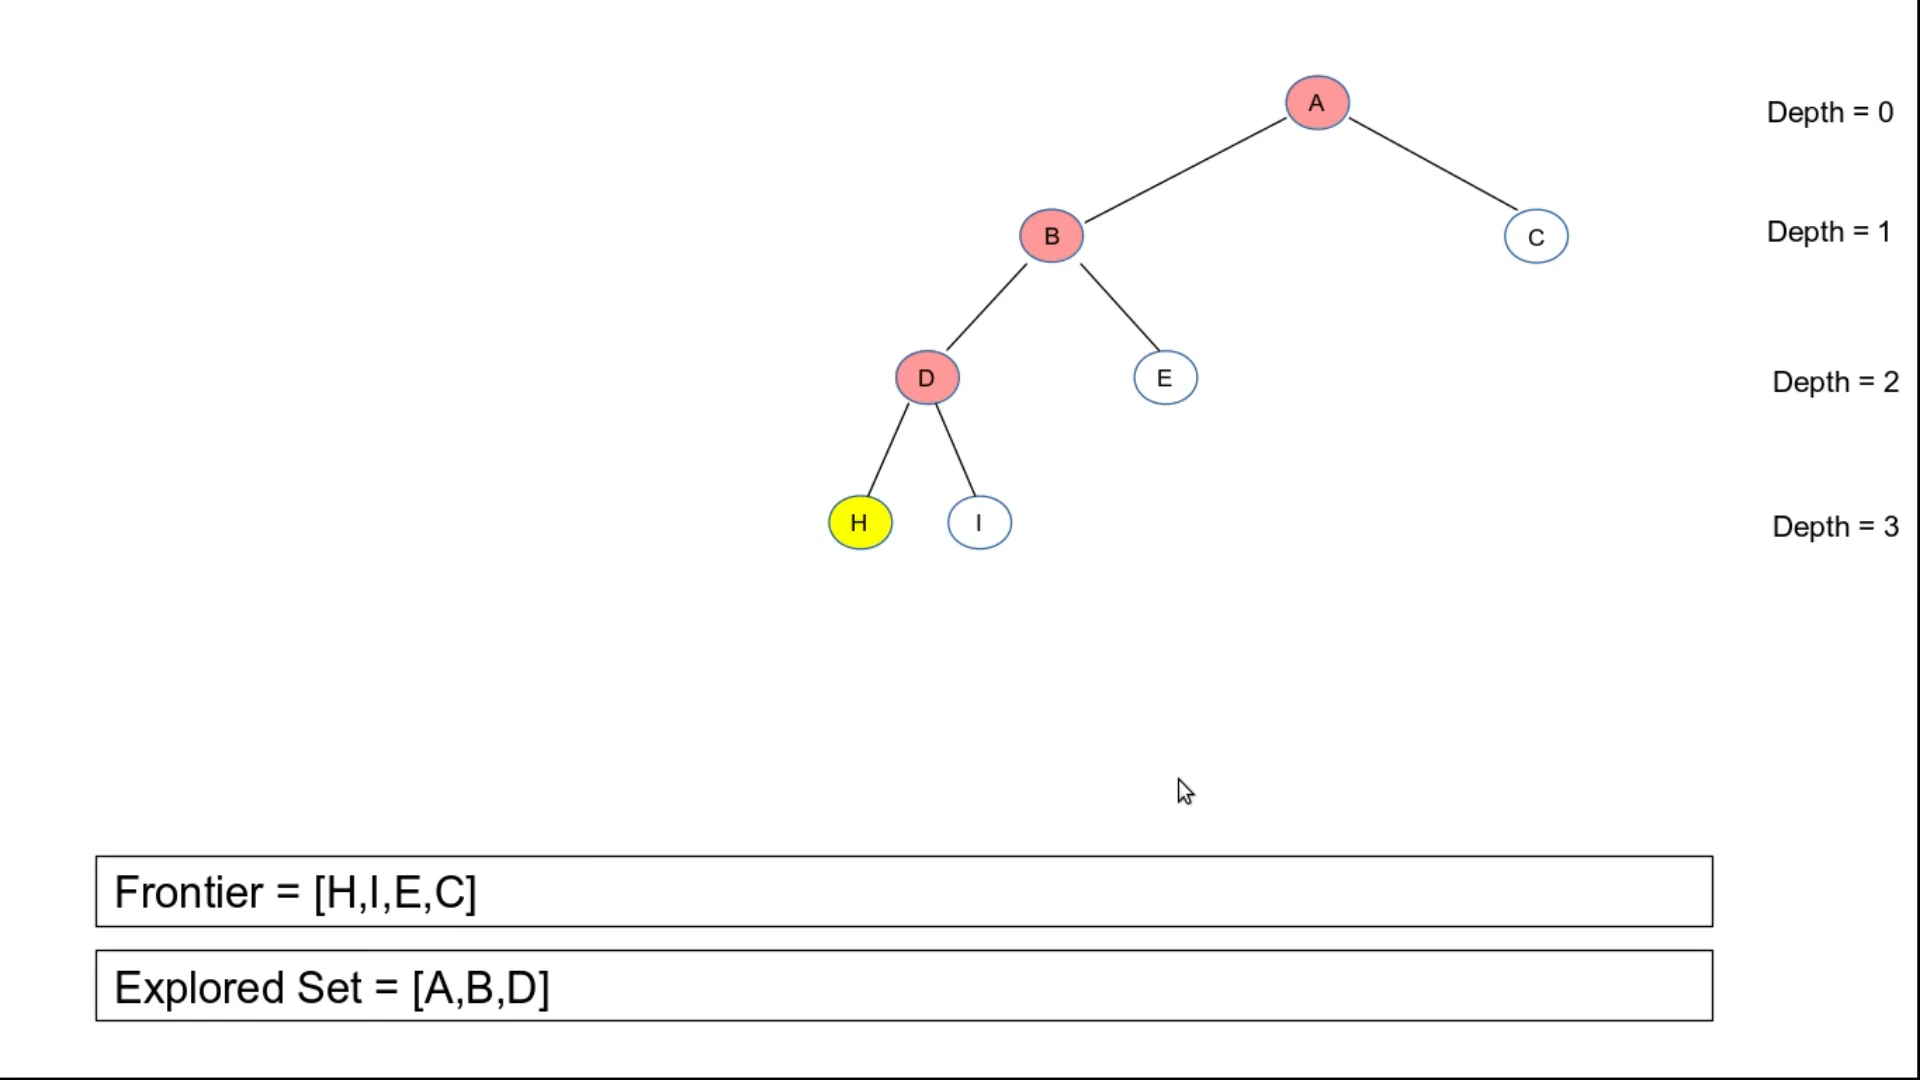 A
Depth = 0
B
C
Depth = 1
D
E
Depth = 2
H
I
Depth = 3
Frontier = [H,I,E,C]
Explored Set = [A,B,D]